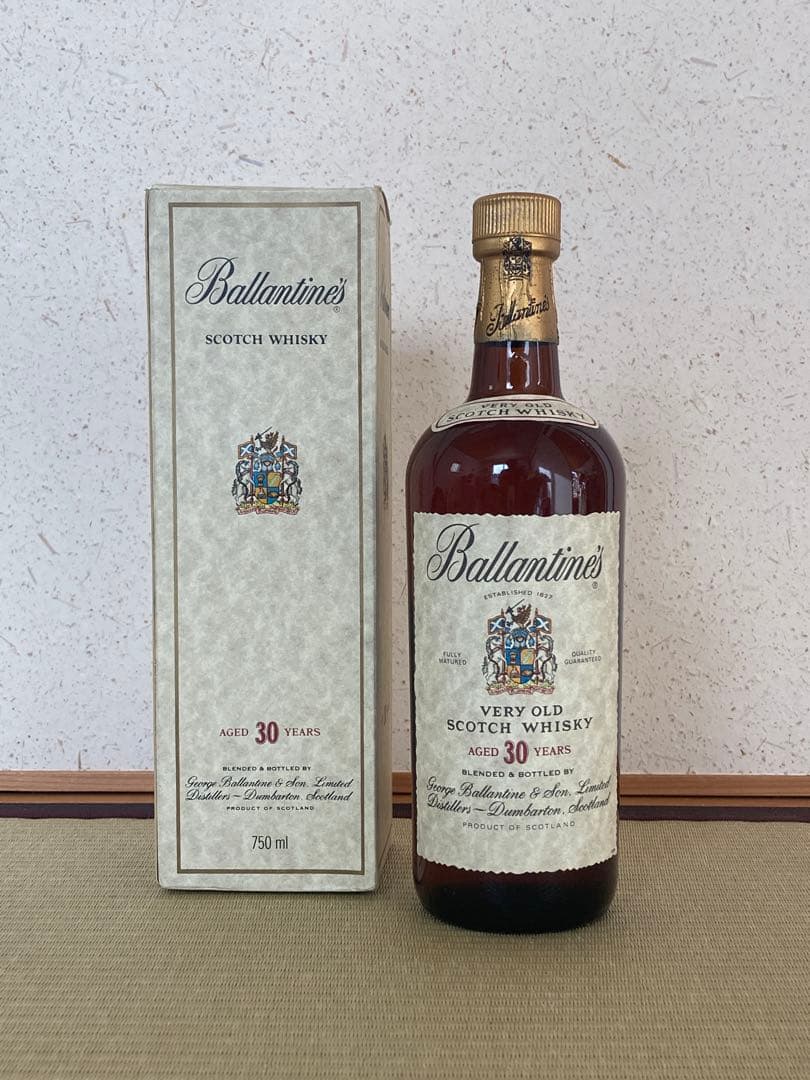 Ballantine's
®
SCOTCH WHISKY
AGED 30 YEARS
BLENDED & BOTTLED BY
George Ballantine & Son, Limited
Distillers — Dumbarton, Scotland
PRODUCT OF SCOTLAND
750 ml
Ballantine's
VERY OLD
SCOTCH WHISKY
Ballantine's
®
ESTABLISHED 1827
FULLY
MATURED
QUALITY
GUARANTEED
VERY OLD
SCOTCH WHISKY
AGED 30 YEARS
BLENDED & BOTTLED BY
George Ballantine & Son, Limited
Distillers — Dumbarton, Scotland
PRODUCT OF SCOTLAND